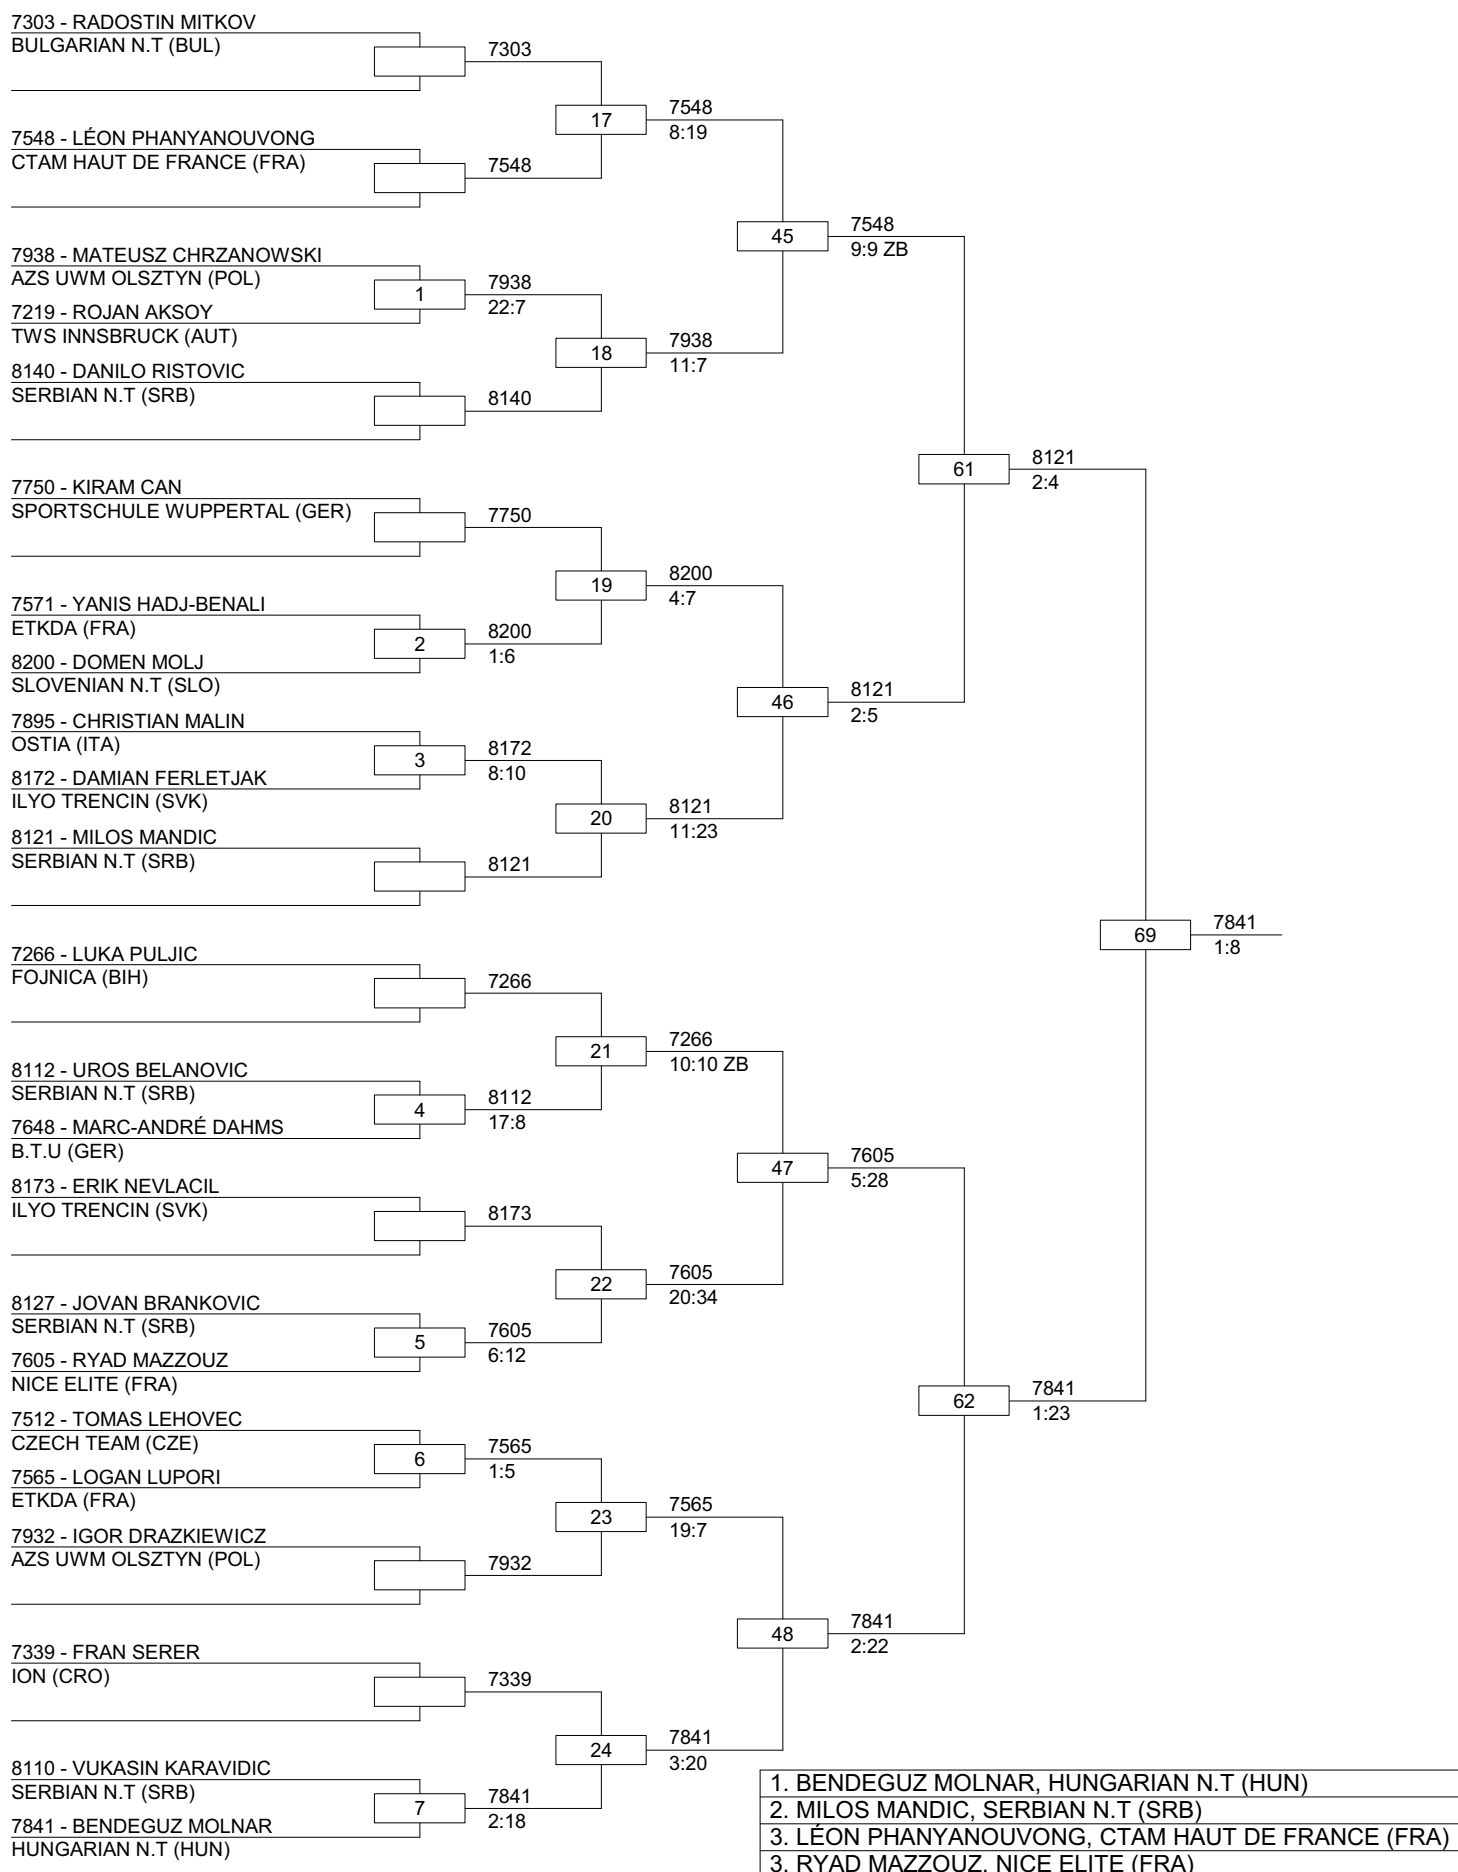 7303 - RADOSTIN MITKOV
BULGARIAN N.T (BUL)
7303
7548 - LÉON PHANYANOUVONG
CTAM HAUT DE FRANCE (FRA)
7548
17
7548
8:19
7938 - MATEUSZ CHRZANOWSKI
AZS UWM OLSZTYN (POL)
7219 - ROJAN AKSOY
TWS INNSBRUCK (AUT)
1
7938
22:7
8140 - DANILO RISTOVIC
SERBIAN N.T (SRB)
8140
18
7938
11:7
45
7548
9:9 ZB
7750 - KIRAM CAN
SPORTSCHULE WUPPERTAL (GER)
7750
7571 - YANIS HADJ-BENALI
ETKDA (FRA)
8200 - DOMEN MOLJ
SLOVENIAN N.T (SLO)
2
8200
1:6
19
8200
4:7
7895 - CHRISTIAN MALIN
OSTIA (ITA)
8172 - DAMIAN FERLETJAK
ILYO TRENCIN (SVK)
3
8172
8:10
8121 - MILOS MANDIC
SERBIAN N.T (SRB)
8121
20
8121
11:23
46
8121
2:5
61
8121
2:4
7266 - LUKA PULJIC
FOJNICA (BIH)
7266
8112 - UROS BELANOVIC
SERBIAN N.T (SRB)
7648 - MARC-ANDRÉ DAHMS
B.T.U (GER)
4
8112
17:8
21
7266
10:10 ZB
8173 - ERIK NEVLACIL
ILYO TRENCIN (SVK)
8173
8127 - JOVAN BRANKOVIC
SERBIAN N.T (SRB)
7605 - RYAD MAZZOUZ
NICE ELITE (FRA)
5
7605
6:12
22
7605
20:34
47
7605
5:28
7512 - TOMAS LEHOVEC
CZECH TEAM (CZE)
7565 - LOGAN LUPORI
ETKDA (FRA)
6
7565
1:5
7932 - IGOR DRAZKIEWICZ
AZS UWM OLSZTYN (POL)
7932
23
7565
19:7
7339 - FRAN SERER
ION (CRO)
7339
8110 - VUKASIN KARAVIDIC
SERBIAN N.T (SRB)
7841 - BENDEGUZ MOLNAR
HUNGARIAN N.T (HUN)
7
7841
2:18
24
7841
3:20
48
7841
2:22
62
7841
1:23
69
7841
1:8
1. BENDEGUZ MOLNAR, HUNGARIAN N.T (HUN)
2. MILOS MANDIC, SERBIAN N.T (SRB)
3. LÉON PHANYANOUVONG, CTAM HAUT DE FRANCE (FRA)
3. RYAD MAZZOUZ, NICE ELITE (FRA)